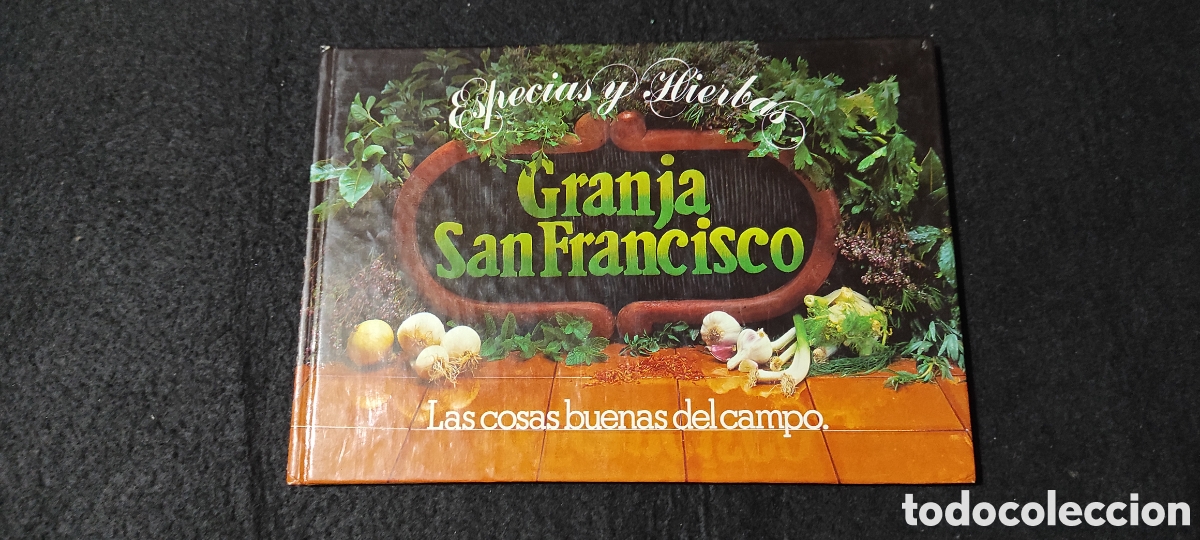 Especias y Hierbas
Granja
San Francisco
Las cosas buenas del campo.
todocoleccion